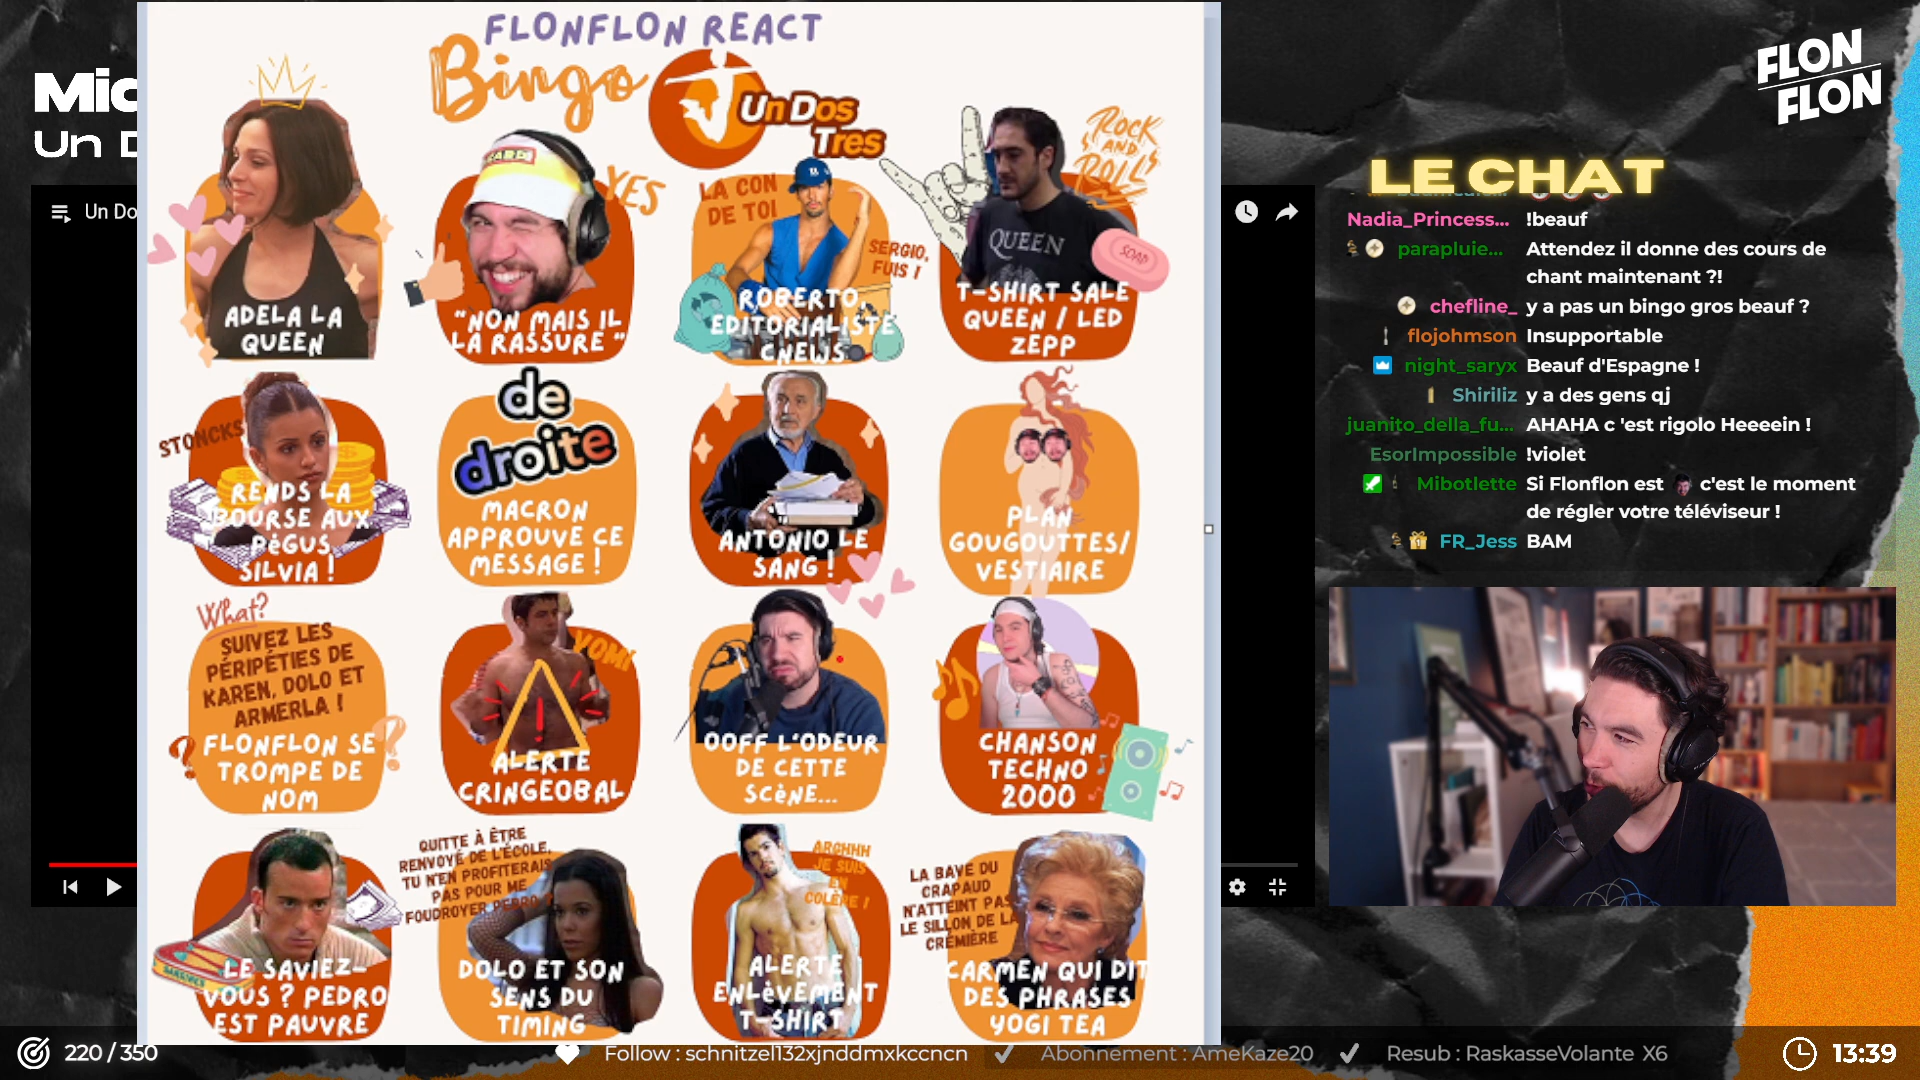 FLONFLON REACT
Bingo
Un Dos
Tres
Mic
Un D
Un Do
YES
LA CON
DE TOI
SERGIO,
FUIS !
ROCK
AND
ROLL
QUEEN
SOAP
ADELA LA
QUEEN
"NON MAIS IL
LA RASSURE "
ROBERTO,
EDITORIALISTE
CNEWS
T-SHIRT SALE
QUEEN / LED
ZEPP
STONCKS
RENDS LA
BOURSE AUX
PèGUS,
SILVIA !
de
droite
MACRON
APPROUVE CE
MESSAGE !
ANTONIO LE
SANG !
PLAN
GOUGOUTTES/
VESTIAIRE
What?
SUIVEZ LES
PÉRIPÉTIES DE
KAREN, DOLO ET
ARMERLA !
FLONFLON SE
TROMPE DE
NOM
YOMI
ALERTE
CRINGEOBAL
OOFF L'ODEUR
DE CETTE
SCèNE...
CHANSON
TECHNO
2000
LE SAVIEZ-
VOUS ? PEDRO
EST PAUVRE
QUITTE À ÊTRE
RENVOYÉ DE L'ÉCOLE,
TU N'EN PROFITERAIS
PAS POUR ME
FOUDROYER PEDRO
DOLO ET SON
SENS DU
TIMING
ARGHHH
JE SUIS
EN
COLÈRE !
ALERTE
ENLèVEMENT
T-SHIRT
LA BAVE DU
CRAPAUD
N'ATTEINT PAS
LE SILLON DE LA
CRÉMIÈRE
CARMEN QUI DIT
DES PHRASES
YOGI TEA
FLON
FLON
LE CHAT
Nadia_Princess... !beauf
parapluie... Attendez il donne des cours de
chant maintenant ?!
chefline_ y a pas un bingo gros beauf ?
flojohmson Insupportable
night_saryx Beauf d'Espagne !
Shiriliz y a des gens qj
juanito_della_fu... AHAHA c 'est rigolo Heeeein !
EsorImpossible !violet
Mibotlette Si Flonflon est c'est le moment
de régler votre téléviseur !
FR_Jess BAM
220 / 350
Follow : schnitzel132xjnddmxkccncn
Abonnement : AmeKaze20
Resub : RaskasseVolante X6
13:39